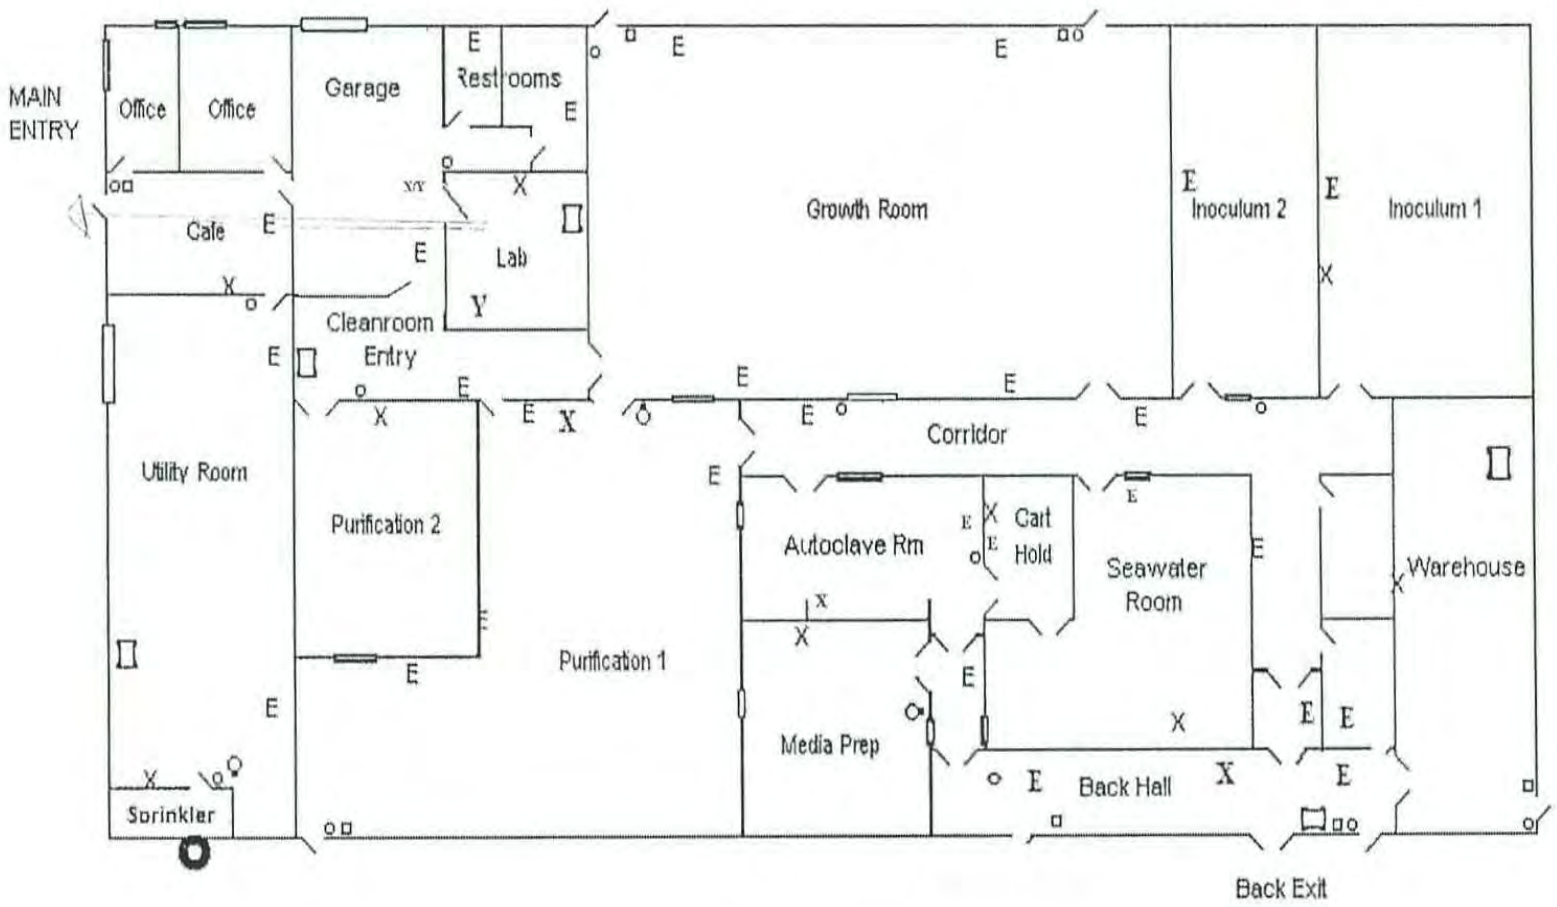 E
Restrooms
E
E
Garage
MAIN
ENTRY
Office
Office
E
X/Y
X
E
E
Growth Room
Inoculum 2
Inoculum 1
Cafe
E
E
Lab
X
X
Y
Cleanroom
Entry
E
E
X
E
X
E
E
E
E
Corridor
E
Utility Room
Purification 2
E
E
X
Cart
Hold
E
E
Autoclave Rm
E
Seawater
Room
X
Warehouse
X
X
Purification 1
E
E
E
Media Prep
X
E
E
X
Sprinkler
E
Back Hall
X
E
Back Exit